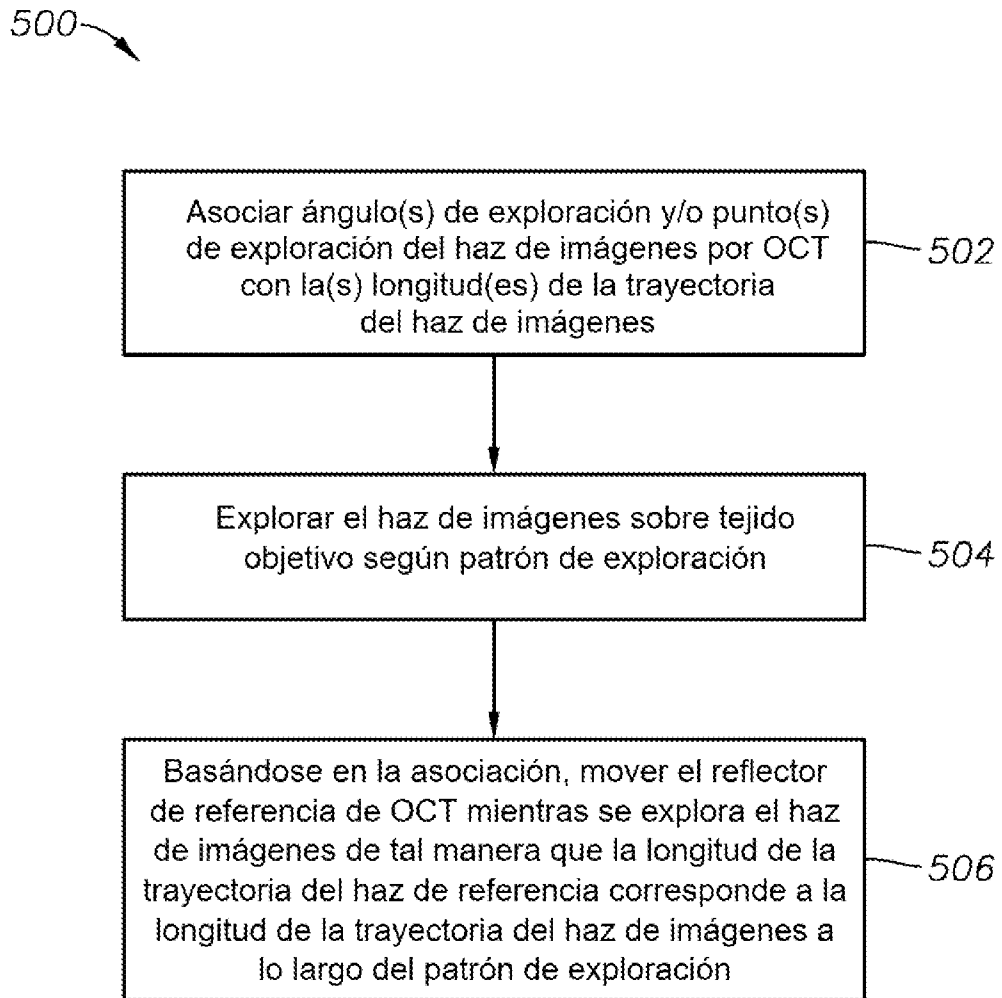 500
Asociar ángulo(s) de exploración y/o punto(s)
de exploración del haz de imágenes por OCT
con la(s) longitud(es) de la trayectoria
del haz de imágenes
502
Explorar el haz de imágenes sobre tejido
objetivo según patrón de exploración
504
Basándose en la asociación, mover el reflector
de referencia de OCT mientras se explora el haz
de imágenes de tal manera que la longitud de la
trayectoria del haz de referencia corresponde a la
longitud de la trayectoria del haz de imágenes a
lo largo del patrón de exploración
506